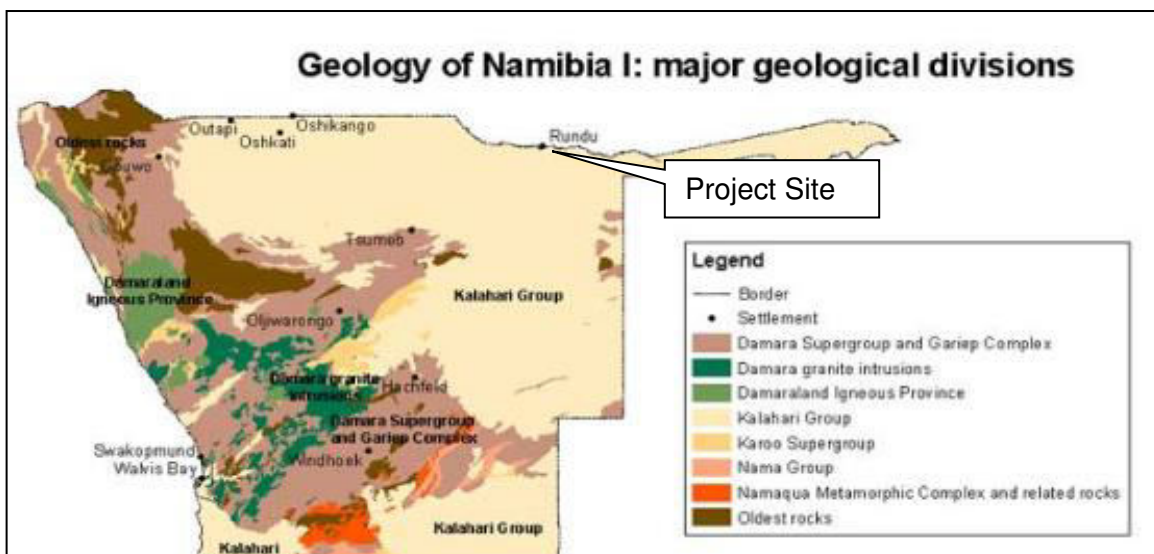 Geology of Namibia I: major geological divisions
Outapi
Oshikango
Oshkati
Rundu
Oldest rocks
Opuwo
Project Site
Tsumeb
Damaraland
Igneous Province
Kalahari Group
Otjiwarongo
Damara granite
intrusions
Hochfeld
Damara Supergroup
and Gariep Complex
Swakopmund
Walvis Bay
Windhoek
Kalahari Group
Kalahari
Legend
Border
Settlement
Damara Supergroup and Gariep Complex
Damara granite intrusions
Damaraland Igneous Province
Kalahari Group
Karoo Supergroup
Nama Group
Namaqua Metamorphic Complex and related rocks
Oldest rocks